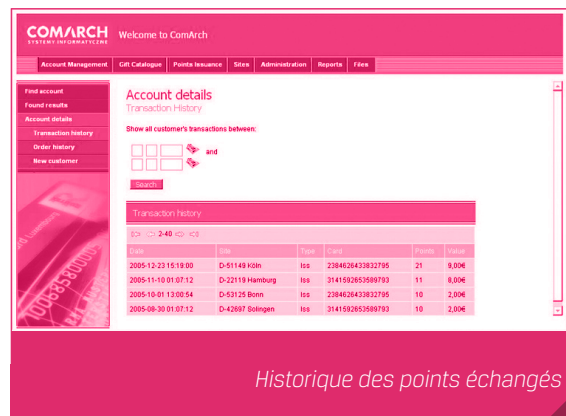 COMARCH
SYSTEMY INFORMATYCZNE
Welcome to ComArch
Account Management Gift Catalogue Points Issuance Sites Administration Reports Files
Find account
Found results
Account details
Transaction history
Order history
New customer
Account details
Transaction History
Show all customer's transactions between:
and
Search
Transaction history
2-40
Date Site Type Card Points Value
2005-12-23 15:19:00 D-51149 Köln Iss 2384626433832795 21 9,00€
2005-11-10 01:07:12 D-22119 Hamburg Iss 3141592653589793 11 8,00€
2005-10-01 13:00:54 D-53125 Bonn Iss 2384626433832795 10 2,00€
2005-08-30 01:07:12 D-42697 Solingen Iss 3141592653589793 10 2,00€
Historique des points échangés